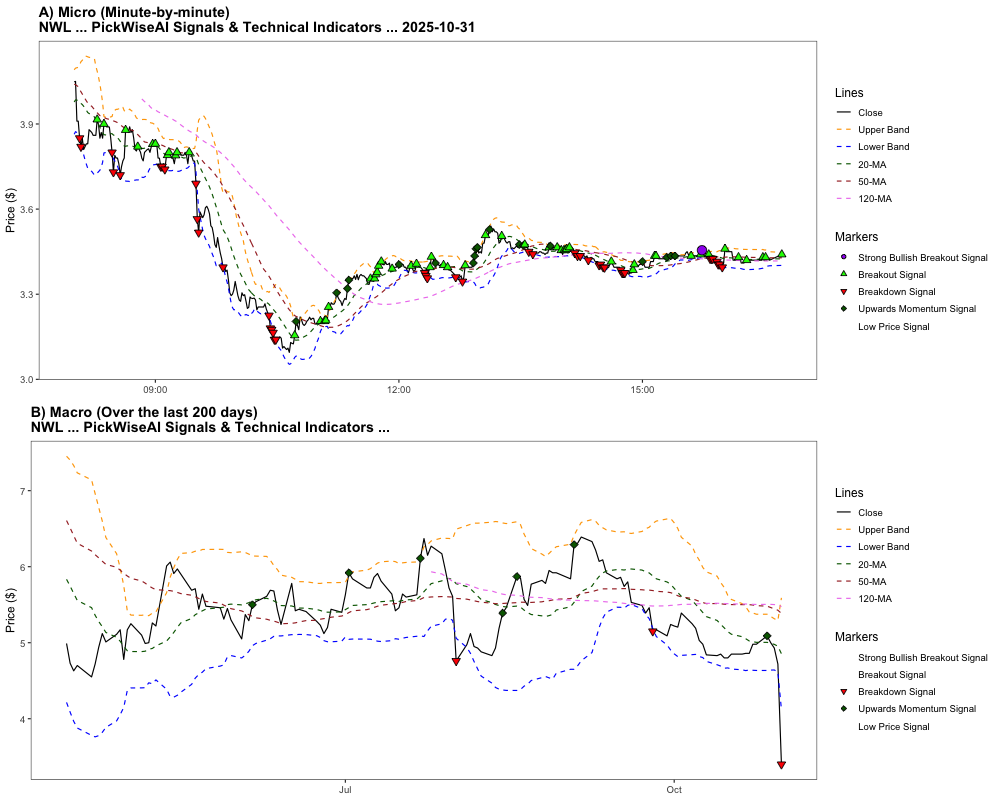 A) Micro (Minute-by-minute)
NWL ... PickWiseAI Signals & Technical Indicators ... 2025-10-31
Price ($)
3.9
3.6
3.3
3.0
09:00
12:00
15:00
Lines
Close
Upper Band
Lower Band
20-MA
50-MA
120-MA
Markers
Strong Bullish Breakout Signal
Breakout Signal
Breakdown Signal
Upwards Momentum Signal
Low Price Signal
B) Macro (Over the last 200 days)
NWL ... PickWiseAI Signals & Technical Indicators ...
Price ($)
7
6
5
4
Jul
Oct
Lines
Close
Upper Band
Lower Band
20-MA
50-MA
120-MA
Markers
Strong Bullish Breakout Signal
Breakout Signal
Breakdown Signal
Upwards Momentum Signal
Low Price Signal